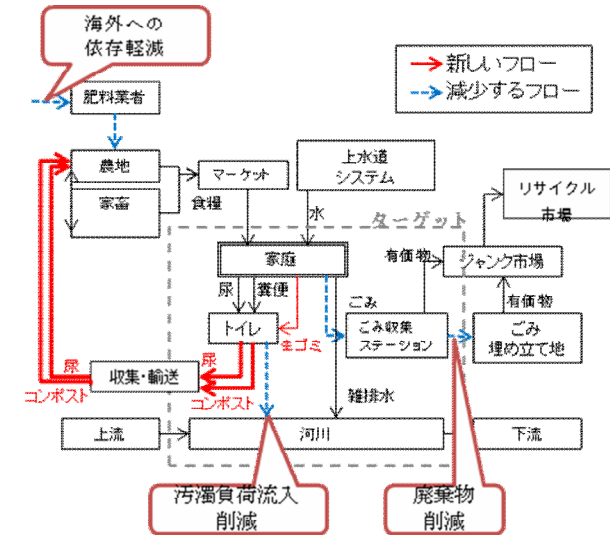 海外への
依存軽減
新しいフロー
減少するフロー
肥料業者
農地
家畜
食糧
マーケット
上水道
システム
水
リサイクル
市場
ターゲット
家庭
有価物
ジャンク市場
尿
糞便
ごみ
有価物
トイレ
生ゴミ
ごみ収集
ステーション
ごみ
埋め立て地
尿
収集・輸送
尿
コンポスト
コンポスト
雑排水
上流
河川
下流
汚濁負荷流入
削減
廃棄物
削減